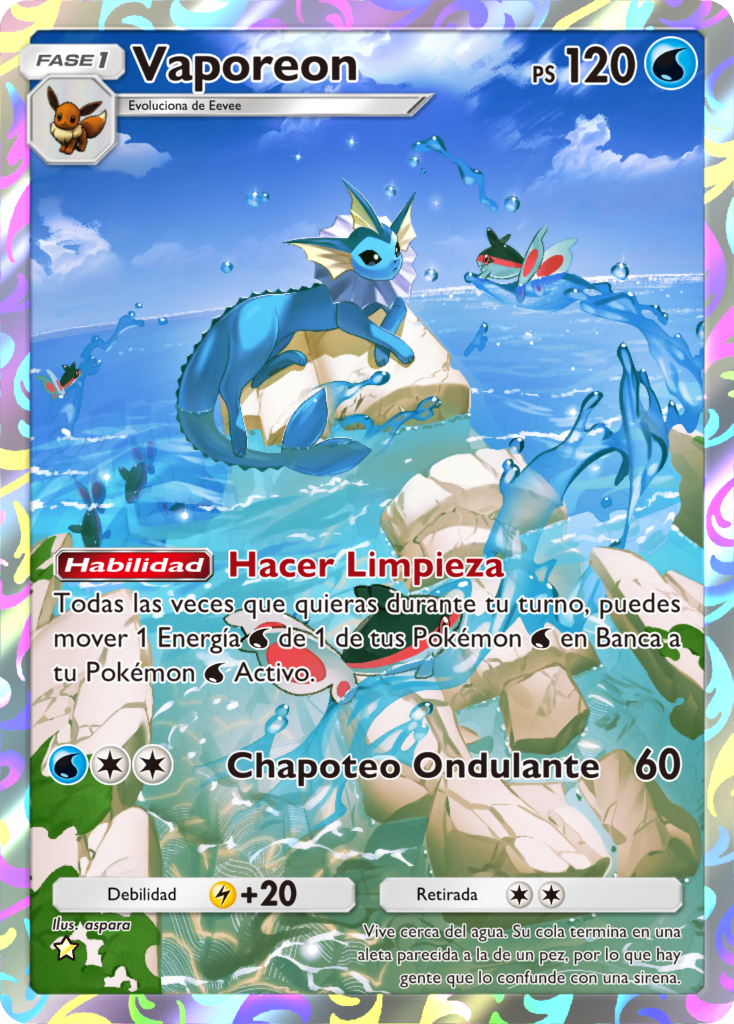 FASE 1
Vaporeon
PS 120
Evoluciona de Eevee
Habilidad Hacer Limpieza
Todas las veces que quieras durante tu turno, puedes
mover 1 Energía de 1 de tus Pokémon en Banca a
tu Pokémon Activo.
Chapoteo Ondulante 60
Debilidad +20
Retirada
Ilus. aspara
Vive cerca del agua. Su cola termina en una
aleta parecida a la de un pez, por lo que hay
gente que lo confunde con una sirena.